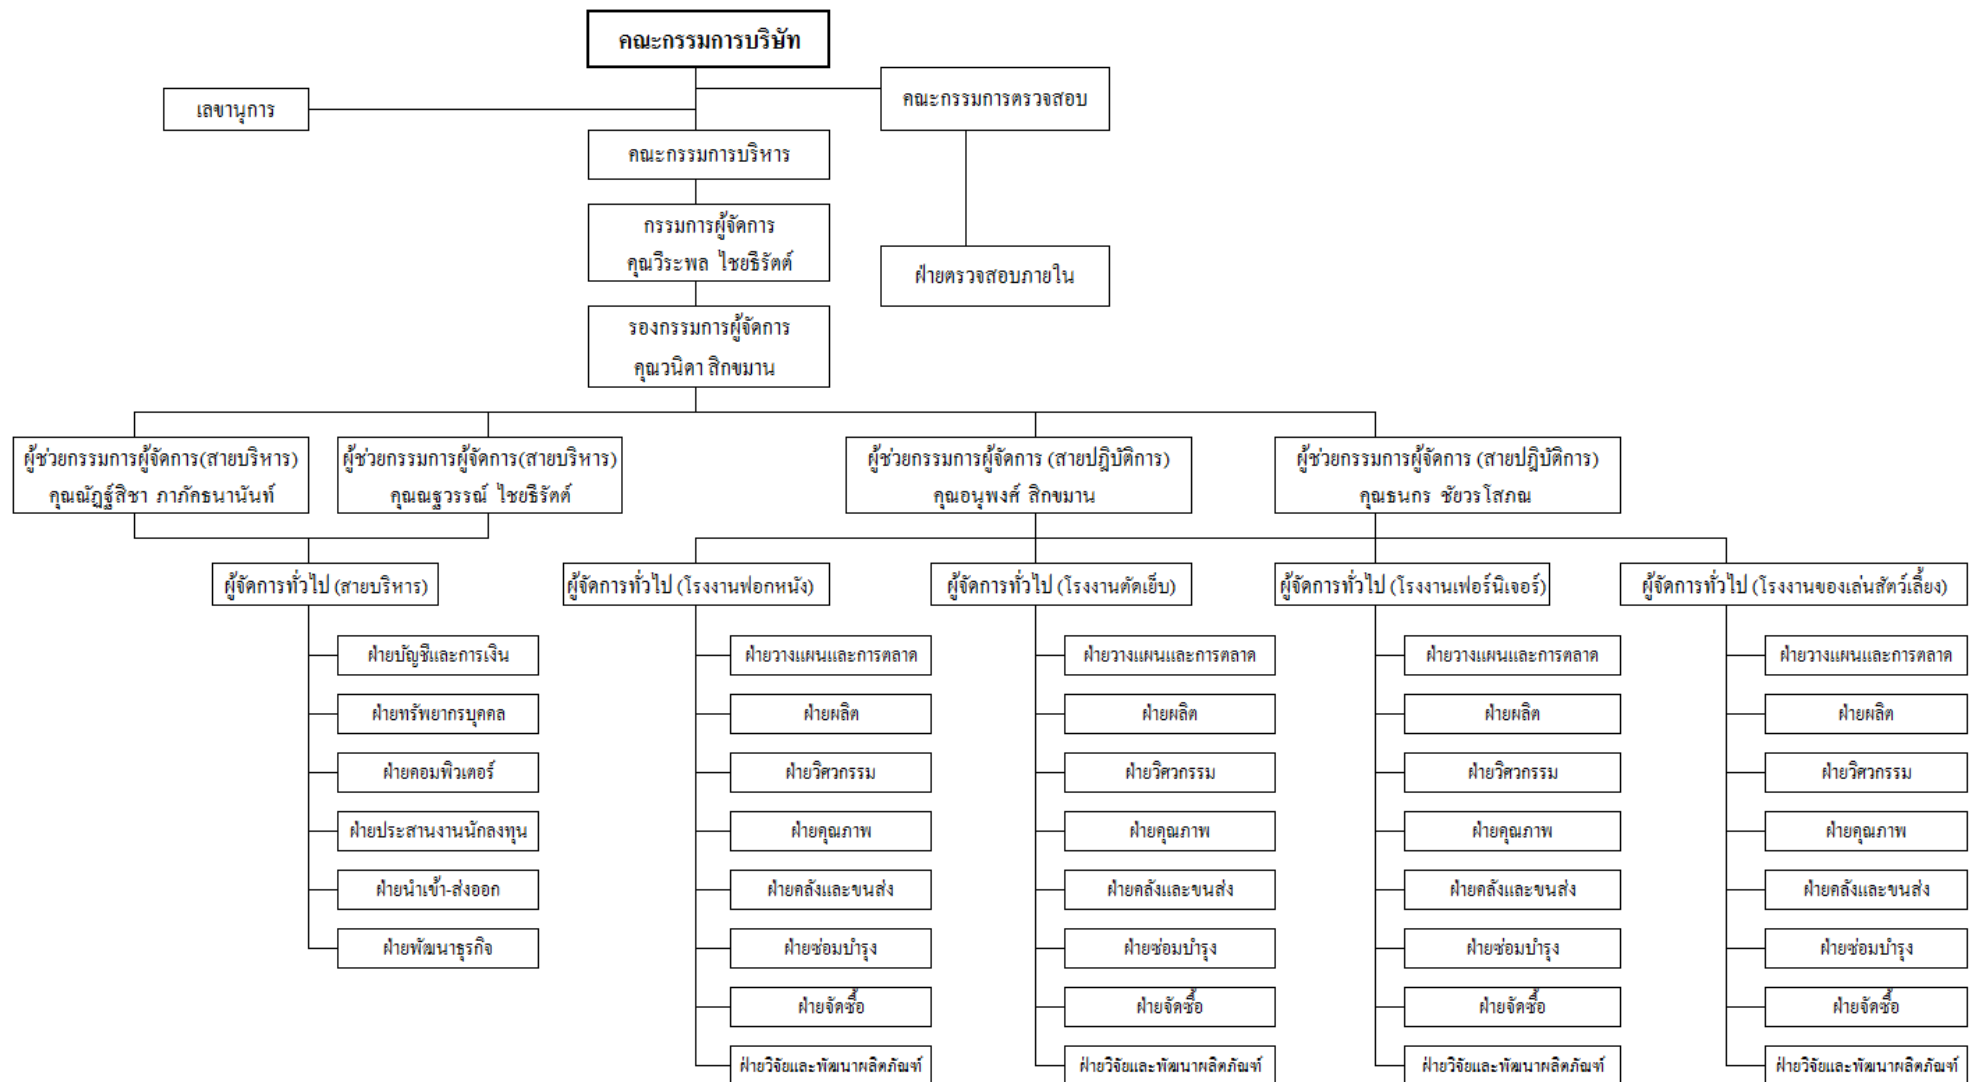 คณะกรรมการบริษัท
เลขานุการ
คณะกรรมการตรวจสอบ
คณะกรรมการบริหาร
กรรมการผู้จัดการ
คุณวีระพล ไชยธีรัตต์
ฝ่ายตรวจสอบภายใน
รองกรรมการผู้จัดการ
คุณวนิดา สิกขมาน
ผู้ช่วยกรรมการผู้จัดการ(สายบริหาร)
คุณณัฏฐ์สิชา ภาภัคธนานันท์
ผู้ช่วยกรรมการผู้จัดการ(สายบริหาร)
คุณณฐวรรณ์ ไชยธีรัตต์
ผู้ช่วยกรรมการผู้จัดการ (สายปฎิบัติการ)
คุณอนุพงศ์ สิกขมาน
ผู้ช่วยกรรมการผู้จัดการ (สายปฎิบัติการ)
คุณธนกร ชัยวรโสภณ
ผู้จัดการทั่วไป (สายบริหาร)
ฝ่ายบัญชีและการเงิน
ฝ่ายทรัพยากรบุคคล
ฝ่ายคอมพิวเตอร์
ฝ่ายประสานงานนักลงทุน
ฝ่ายนำเข้า-ส่งออก
ฝ่ายพัฒนาธุรกิจ
ผู้จัดการทั่วไป (โรงงานฟอกหนัง)
ฝ่ายวางแผนและการตลาด
ฝ่ายผลิต
ฝ่ายวิศวกรรม
ฝ่ายคุณภาพ
ฝ่ายคลังและขนส่ง
ฝ่ายซ่อมบำรุง
ฝ่ายจัดซื้อ
ฝ่ายวิจัยและพัฒนาผลิตภัณฑ์
ผู้จัดการทั่วไป (โรงงานตัดเย็บ)
ฝ่ายวางแผนและการตลาด
ฝ่ายผลิต
ฝ่ายวิศวกรรม
ฝ่ายคุณภาพ
ฝ่ายคลังและขนส่ง
ฝ่ายซ่อมบำรุง
ฝ่ายจัดซื้อ
ฝ่ายวิจัยและพัฒนาผลิตภัณฑ์
ผู้จัดการทั่วไป (โรงงานเฟอร์นิเจอร์)
ฝ่ายวางแผนและการตลาด
ฝ่ายผลิต
ฝ่ายวิศวกรรม
ฝ่ายคุณภาพ
ฝ่ายคลังและขนส่ง
ฝ่ายซ่อมบำรุง
ฝ่ายจัดซื้อ
ฝ่ายวิจัยและพัฒนาผลิตภัณฑ์
ผู้จัดการทั่วไป (โรงงานของเล่นสัตว์เลี้ยง)
ฝ่ายวางแผนและการตลาด
ฝ่ายผลิต
ฝ่ายวิศวกรรม
ฝ่ายคุณภาพ
ฝ่ายคลังและขนส่ง
ฝ่ายซ่อมบำรุง
ฝ่ายจัดซื้อ
ฝ่ายวิจัยและพัฒนาผลิตภัณฑ์